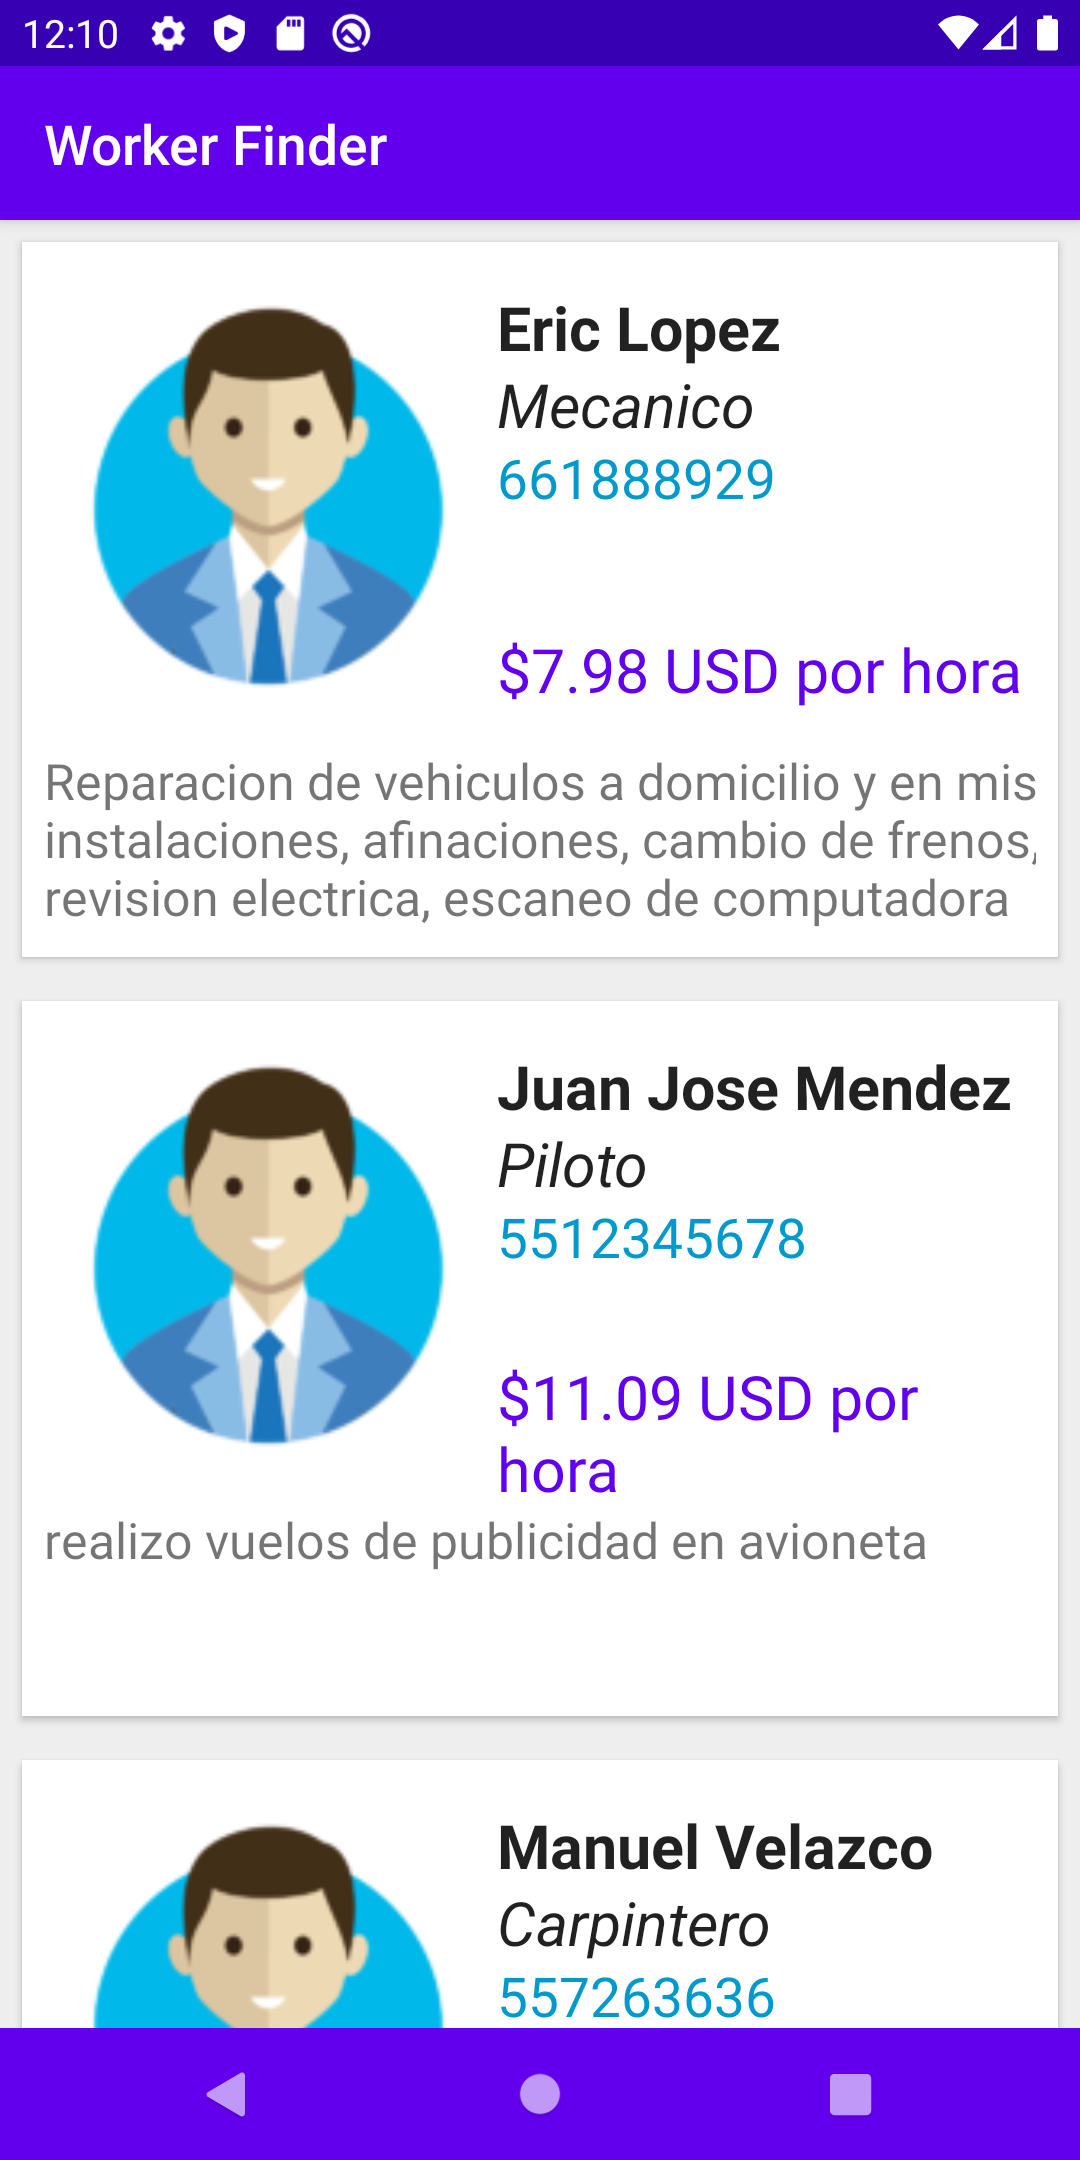 12:10
Worker Finder
Eric Lopez
Mecanico
661888929
$7.98 USD por hora
Reparacion de vehiculos a domicilio y en mis
instalaciones, afinaciones, cambio de frenos,
revision electrica, escaneo de computadora
Juan Jose Mendez
Piloto
5512345678
$11.09 USD por
hora
realizo vuelos de publicidad en avioneta
Manuel Velazco
Carpintero
557263636